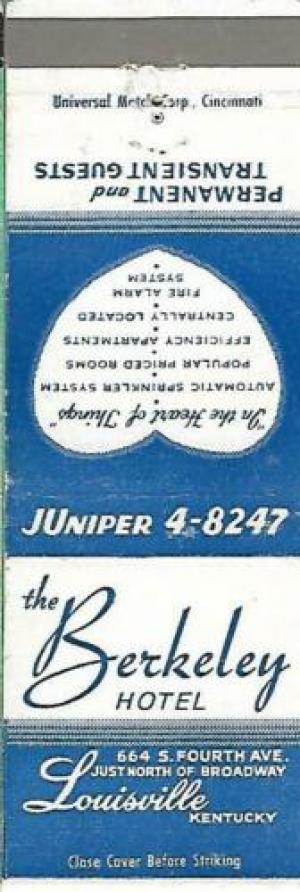 Universal Match Corp., Cincinnati
PERMANENT and
TRANSIENT GUESTS
"In the Heart of Things"
AUTOMATIC SPRINKLER SYSTEM
•
POPULAR PRICED ROOMS
•
EFFICIENCY APARTMENTS
•
CENTRALLY LOCATED
•
FIRE ALARM
SYSTEM
JUNIPER 4-8247
the
Berkeley
HOTEL
664 S. FOURTH AVE.
JUST NORTH OF BROADWAY
Louisville
KENTUCKY
Close Cover Before Striking